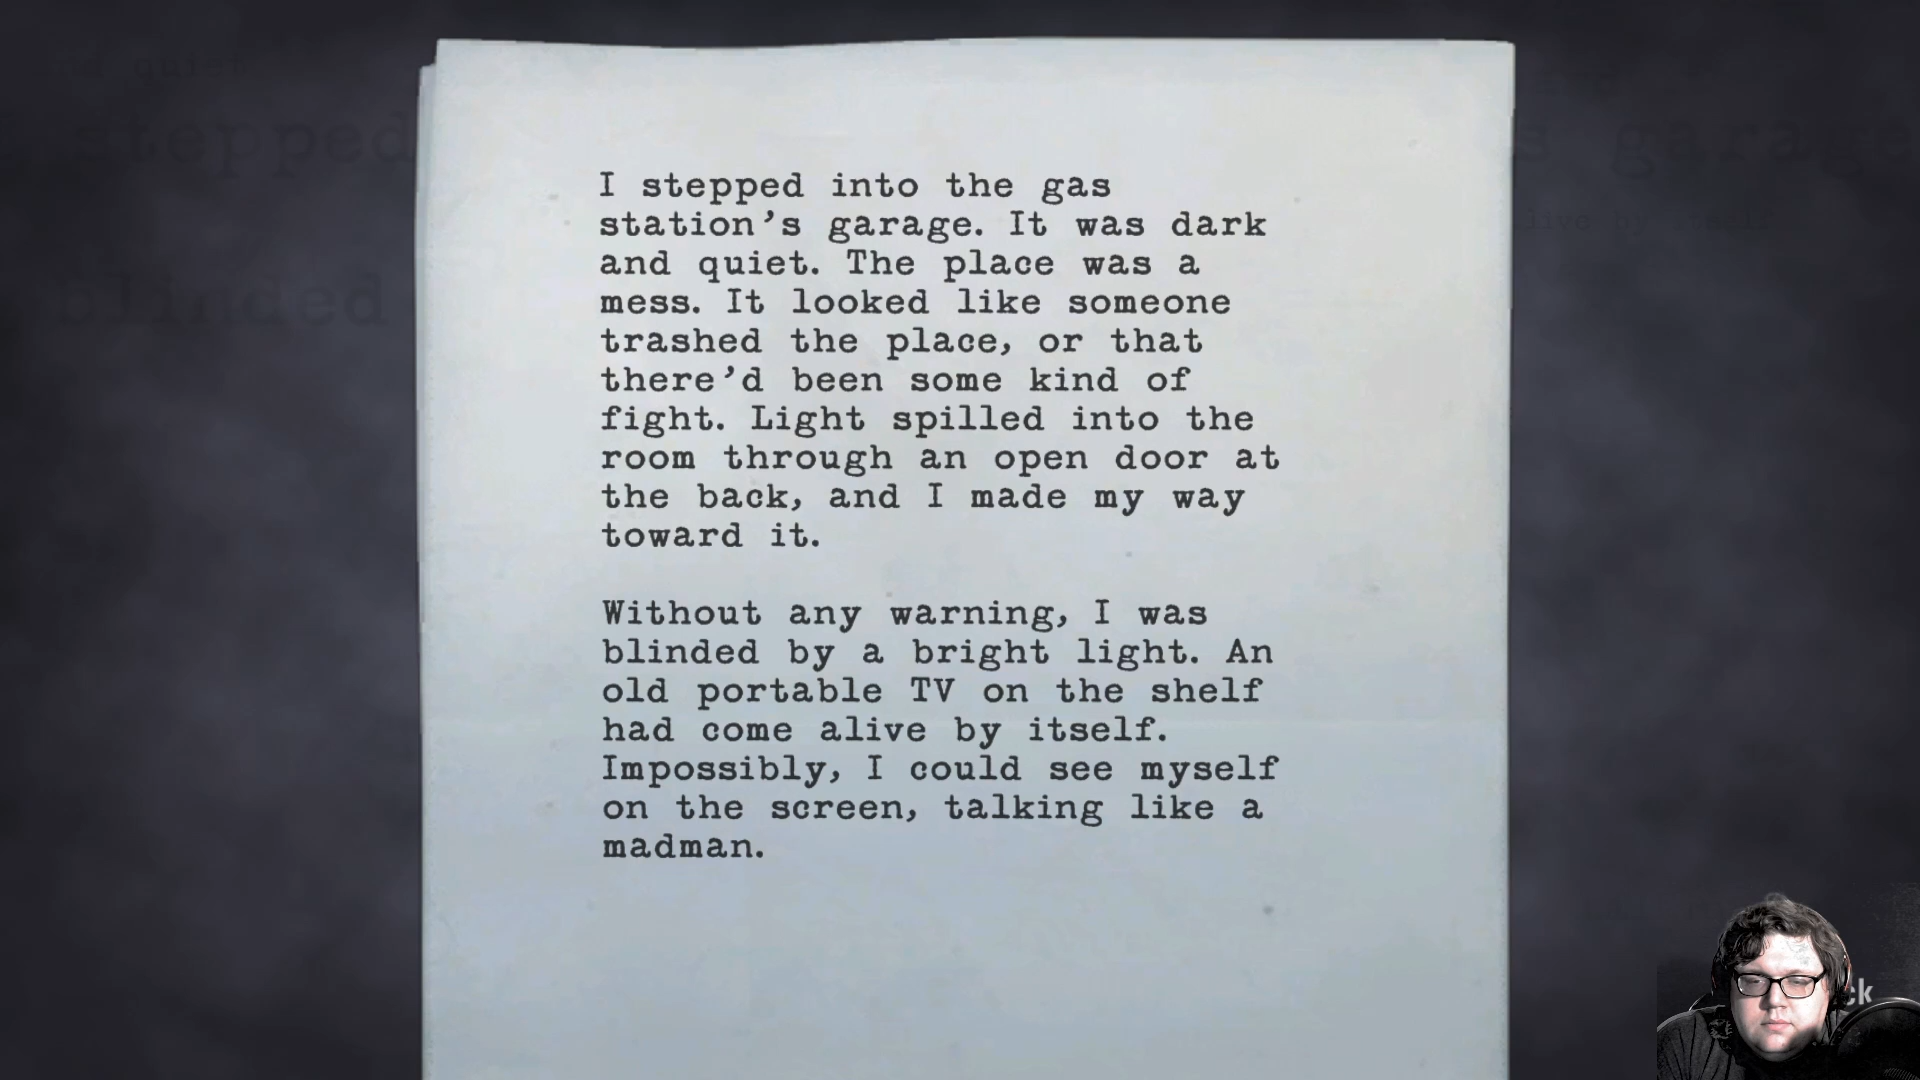 I stepped into the gas
station’s garage. It was dark
and quiet. The place was a
mess. It looked like someone
trashed the place, or that
there’d been some kind of
fight. Light spilled into the
room through an open door at
the back, and I made my way
toward it.
Without any warning, I was
blinded by a bright light. An
old portable TV on the shelf
had come alive by itself.
Impossibly, I could see myself
on the screen, talking like a
madman.
stepped
garage
blinded